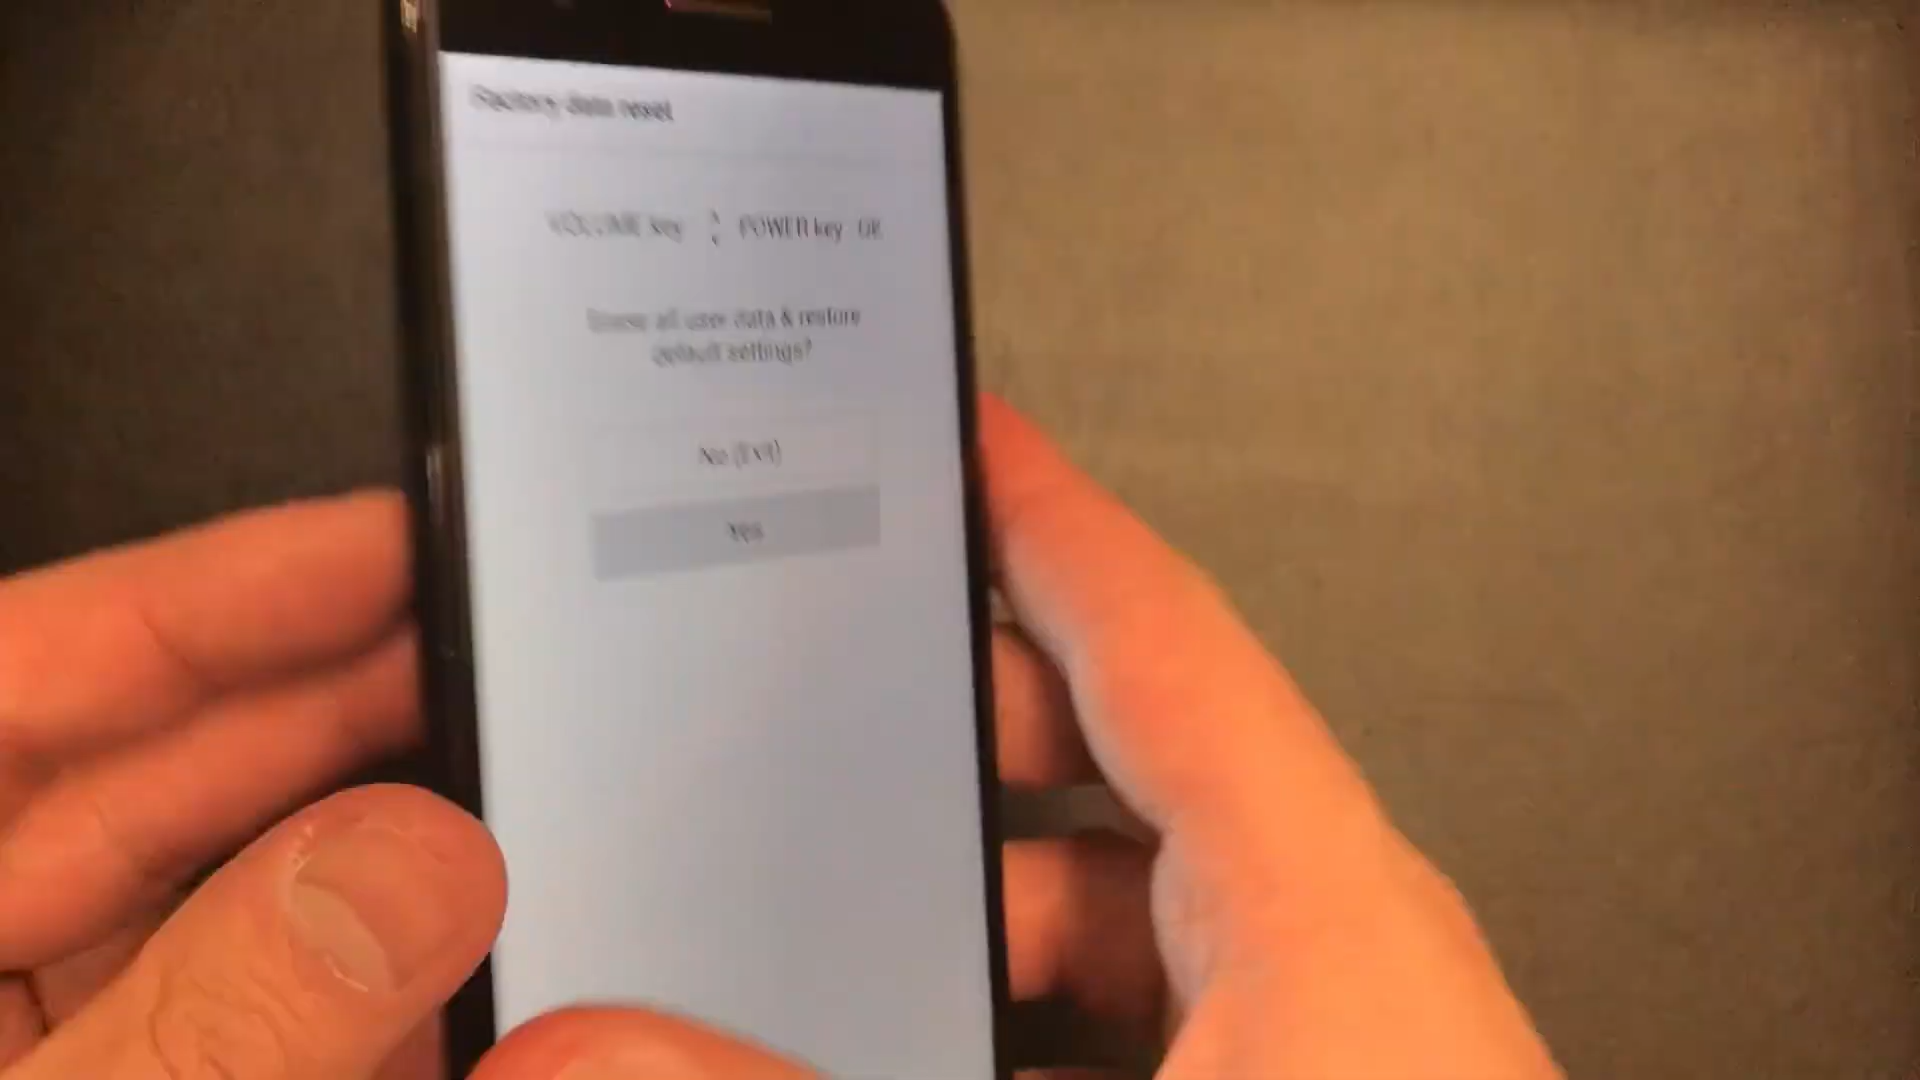 Factory data reset
VOLUME key : POWER key OK
Erase all user data & restore
default settings?
No (Exit)
Yes